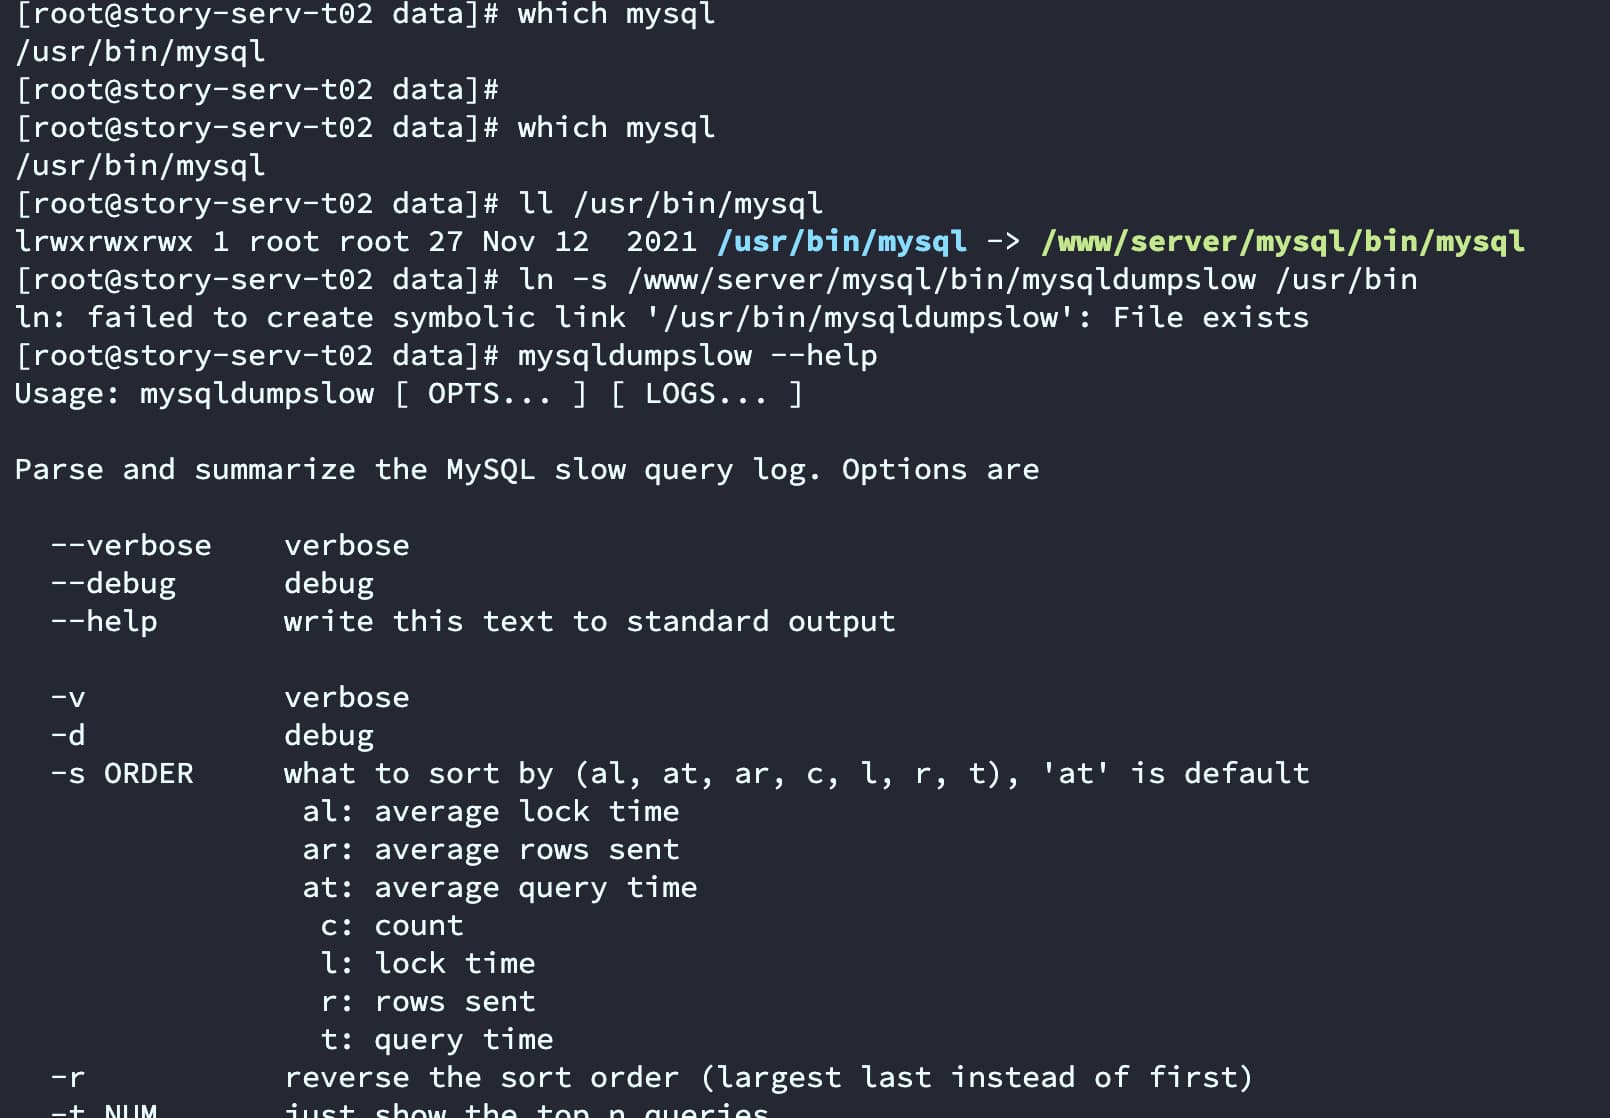 [root@story-serv-t02 data]# which mysql
/usr/bin/mysql
[root@story-serv-t02 data]#
[root@story-serv-t02 data]# which mysql
/usr/bin/mysql
[root@story-serv-t02 data]# ll /usr/bin/mysql
lrwxrwxrwx 1 root root 27 Nov 12  2021 /usr/bin/mysql -> /www/server/mysql/bin/mysql
[root@story-serv-t02 data]# ln -s /www/server/mysql/bin/mysqldumpslow /usr/bin
ln: failed to create symbolic link '/usr/bin/mysqldumpslow': File exists
[root@story-serv-t02 data]# mysqldumpslow --help
Usage: mysqldumpslow [ OPTS... ] [ LOGS... ]
Parse and summarize the MySQL slow query log. Options are
  --verbose    verbose
  --debug      debug
  --help       write this text to standard output
  -v           verbose
  -d           debug
  -s ORDER     what to sort by (al, at, ar, c, l, r, t), 'at' is default
                al: average lock time
                ar: average rows sent
                at: average query time
                 c: count
                 l: lock time
                 r: rows sent
                 t: query time
  -r           reverse the sort order (largest last instead of first)
  -t NUM       just show the top n queries